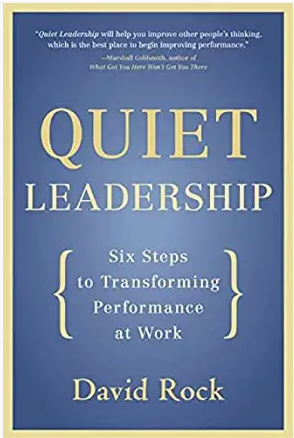 "Quiet Leadership will help you improve other people's thinking,
which is the best place to begin improving performance."
—Marshall Goldsmith, author of
What Got You Here Won't Get You There
QUIET
LEADERSHIP
{ Six Steps
to Transforming
Performance
at Work }
David Rock